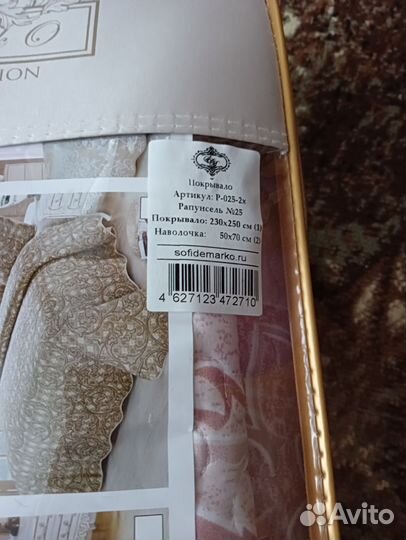 ION
Покрывало
Артикул: P-025-2х
Рапунсель №25
Покрывало: 230х250 см (1)
Наволочка: 50х70 см (2)
sofidemarko.ru
4 627123 472710
Avito